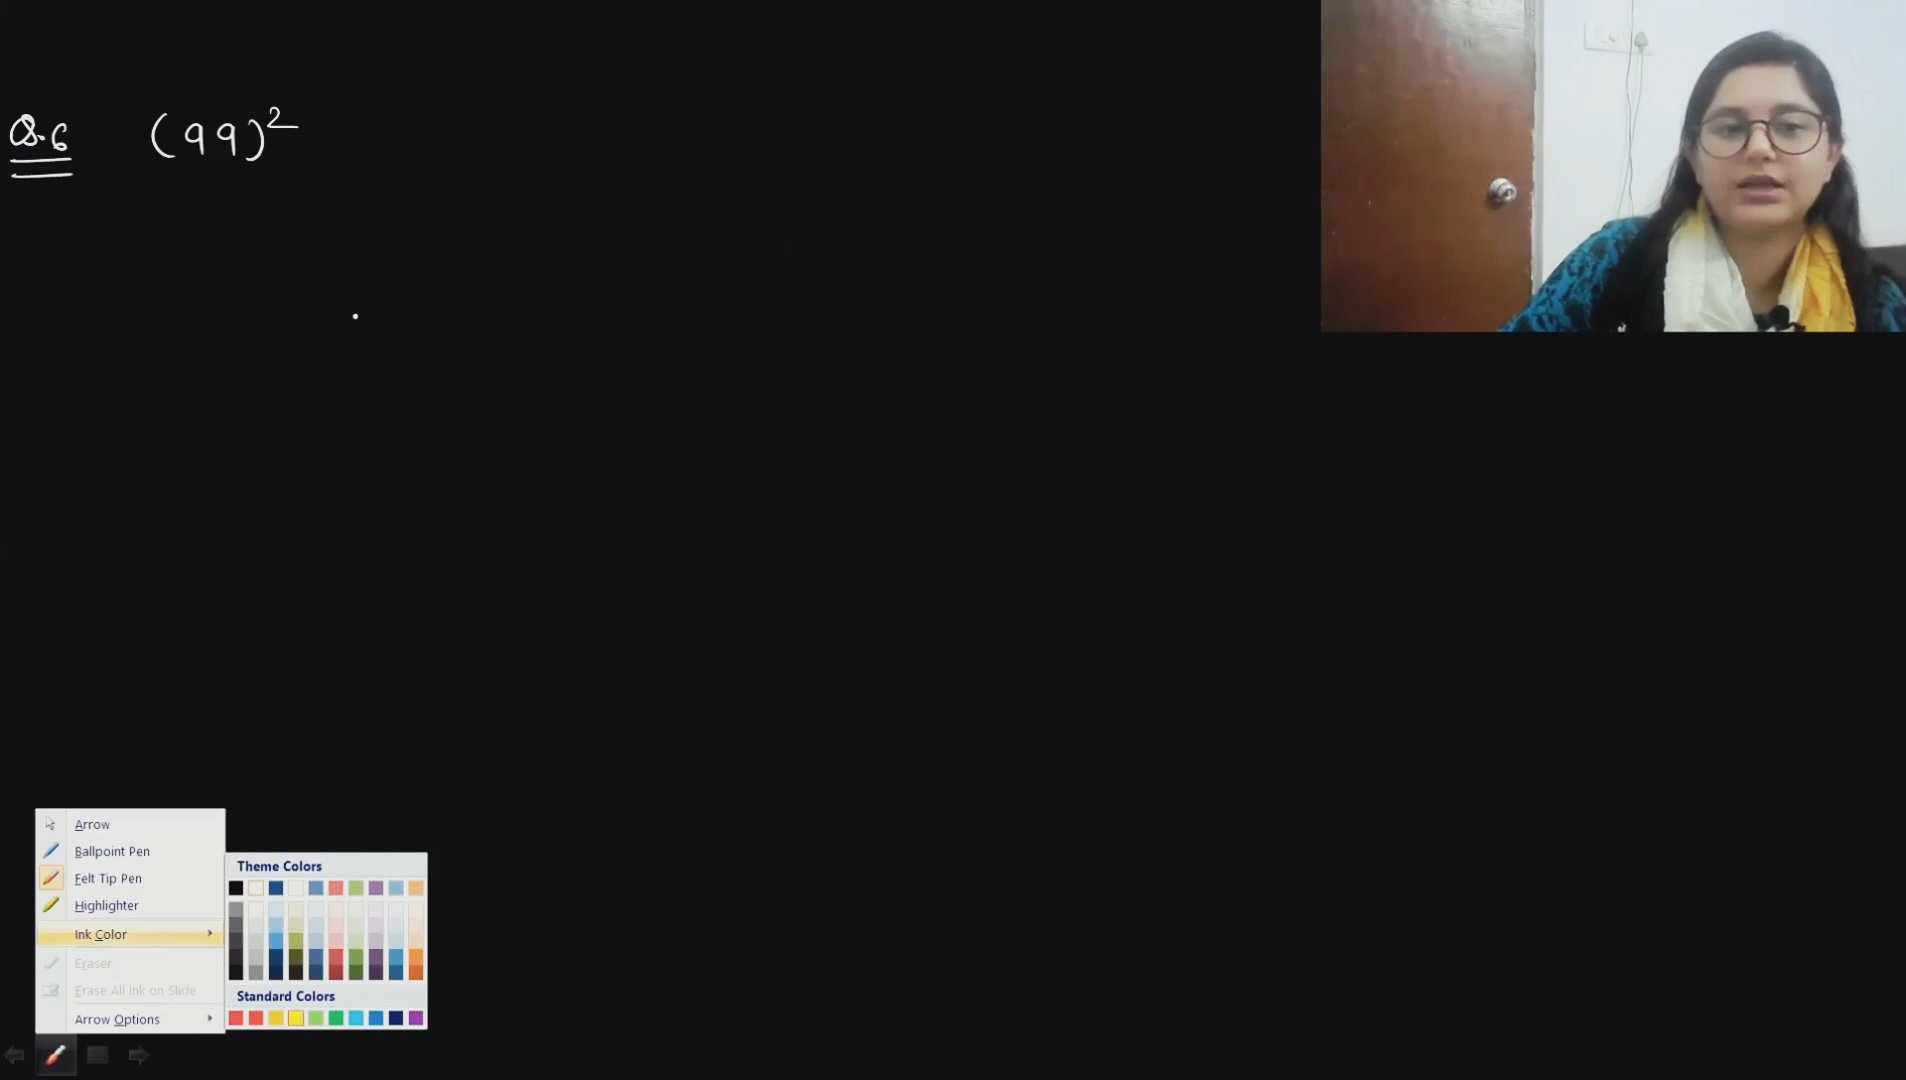 Q.6 (99)²
Arrow
Ballpoint Pen
Felt Tip Pen
Highlighter
Ink Color
Eraser
Erase All Ink on Slide
Arrow Options
Theme Colors
Standard Colors